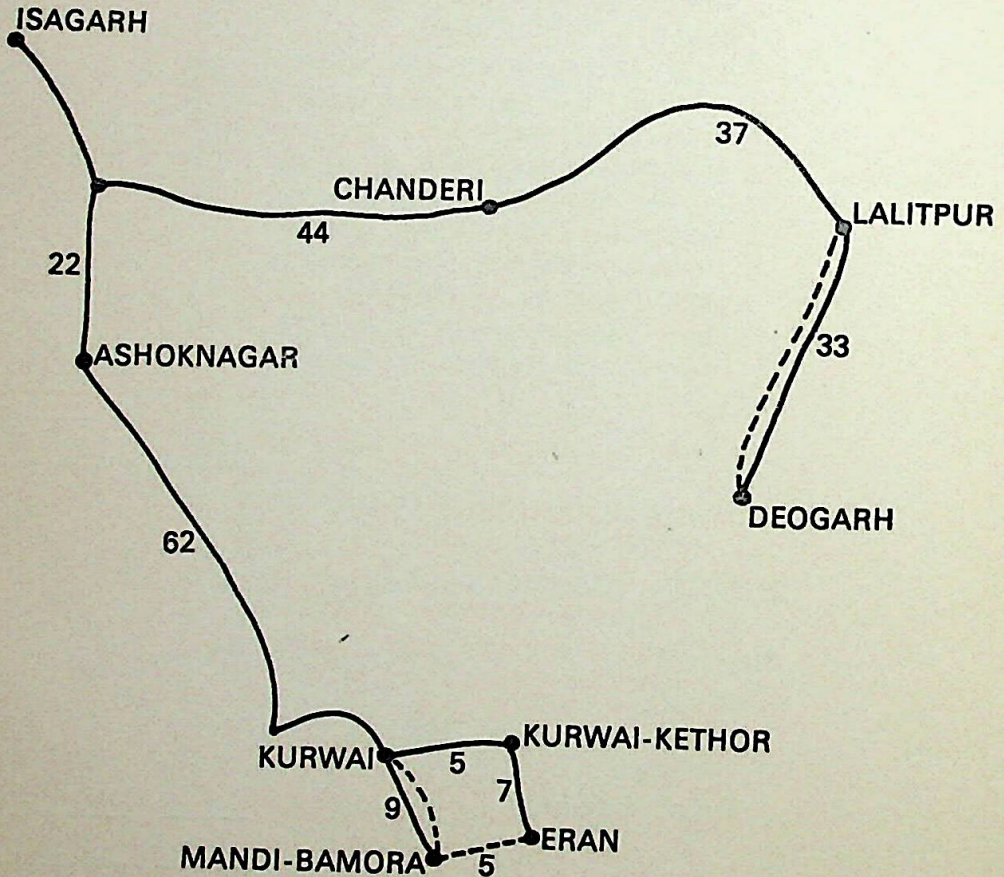 ISAGARH
37
CHANDERI
LALITPUR
44
22
33
ASHOKNAGAR
DEOGARH
62
KURWAI-KETHOR
KURWAI
5
7
9
ERAN
MANDI-BAMORA
5